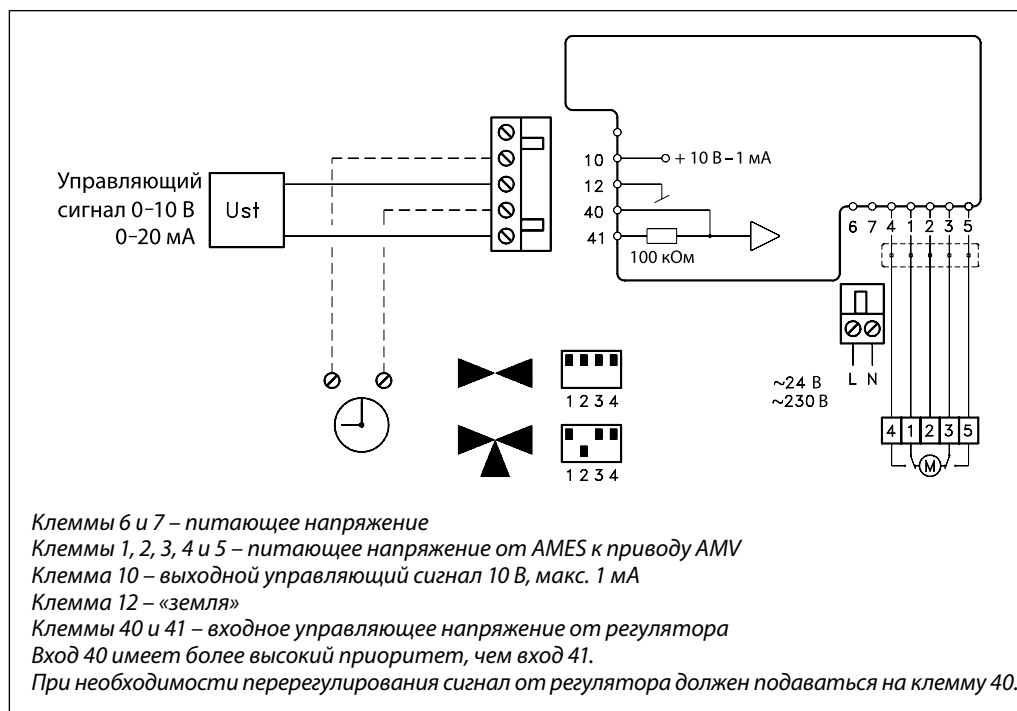 Управляющий
сигнал 0–10 В
0–20 мА
Ust
10
+ 10 В – 1 мА
12
40
41
100 кОм
6 7 4 1 2 3 5
L N
~24 В
~230 В
1 2 3 4
1 2 3 4
4 1 2 3 5
M
Клеммы 6 и 7 – питающее напряжение
Клеммы 1, 2, 3, 4 и 5 – питающее напряжение от AMES к приводу AMV
Клемма 10 – выходной управляющий сигнал 10 В, макс. 1 мА
Клемма 12 – «земля»
Клеммы 40 и 41 – входное управляющее напряжение от регулятора
Вход 40 имеет более высокий приоритет, чем вход 41.
При необходимости перерегулирования сигнал от регулятора должен подаваться на клемму 40.